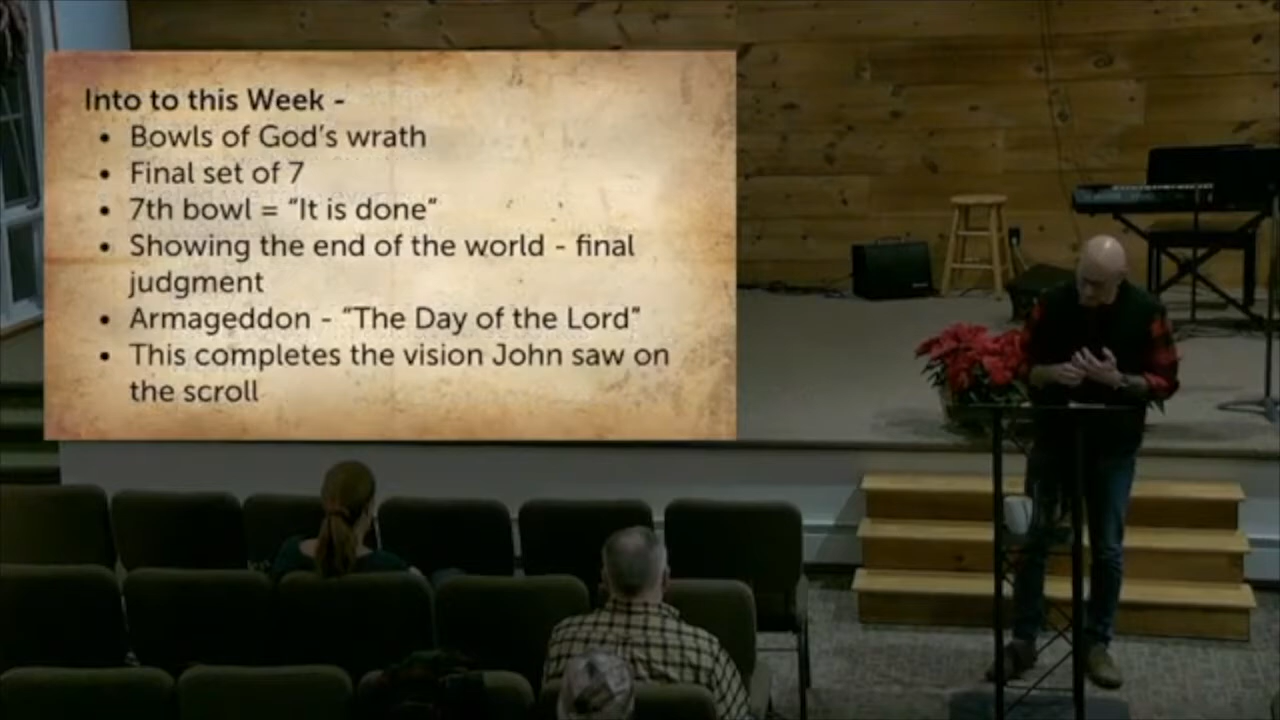 Into to this Week -
• Bowls of God's wrath
• Final set of 7
• 7th bowl = “It is done”
• Showing the end of the world - final
judgment
• Armageddon - “The Day of the Lord”
• This completes the vision John saw on
the scroll